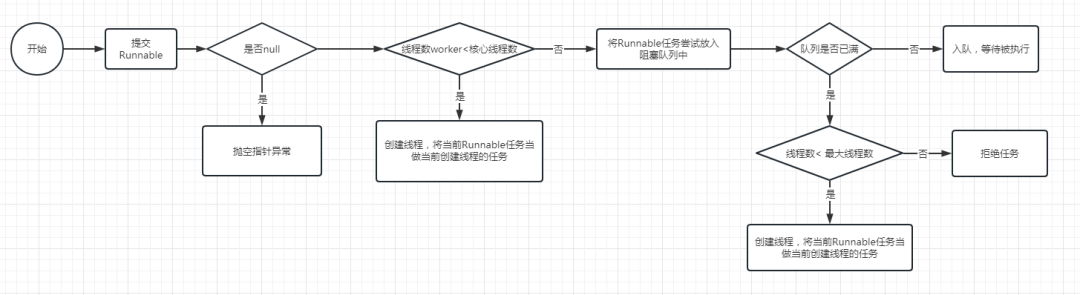 开始
提交
Runnable
是否null
线程数worker<核心线程数
否
将Runnable任务尝试放入
阻塞队列中
队列是否已满
否
入队，等待被执行
是
抛空指针异常
是
创建线程，将当前Runnable任务当
做当前创建线程的任务
是
线程数< 最大线程数
否
拒绝任务
是
创建线程，将当前Runnable任务当
做当前创建线程的任务